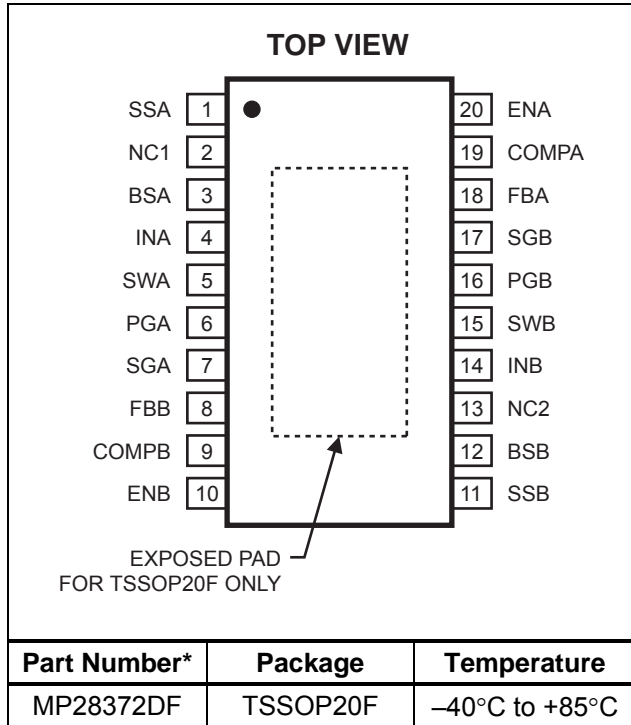 TOP VIEW
SSA 1 20 ENA
NC1 2 19 COMPA
BSA 3 18 FBA
INA 4 17 SGB
SWA 5 16 PGB
PGA 6 15 SWB
SGA 7 14 INB
FBB 8 13 NC2
COMPB 9 12 BSB
ENB 10 11 SSB
EXPOSED PAD
FOR TSSOP20F ONLY
Part Number* Package Temperature
MP28372DF TSSOP20F –40°C to +85°C